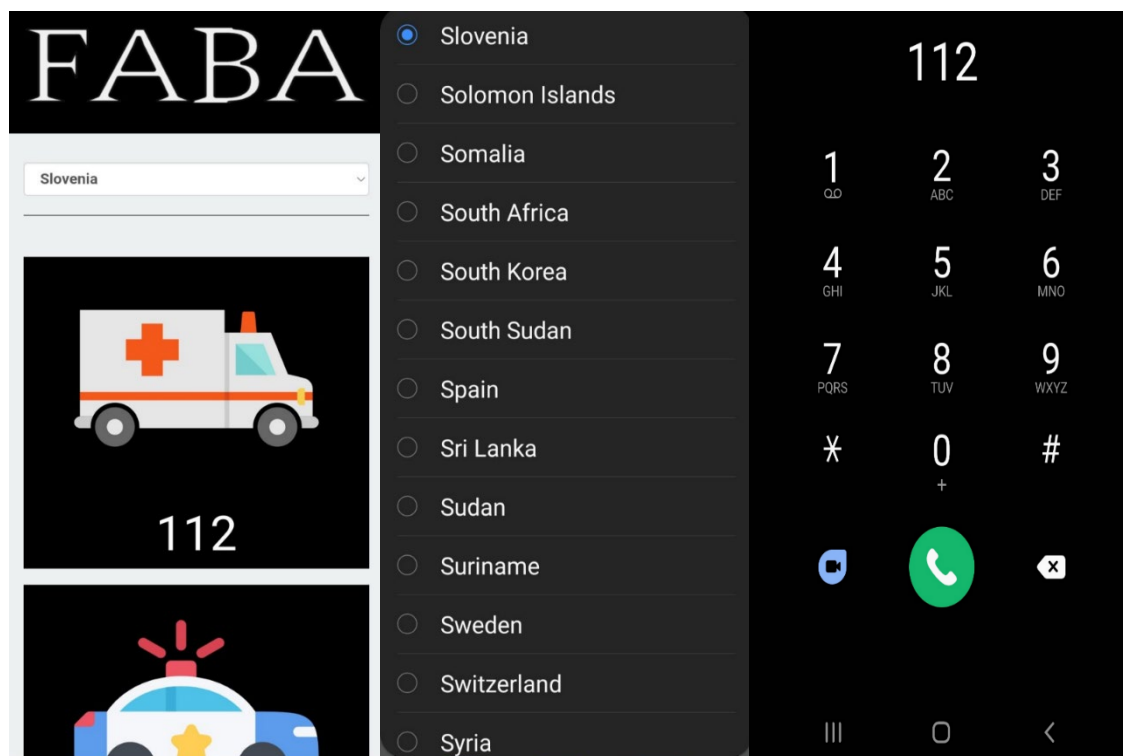 FABA
Slovenia
112
Slovenia
Solomon Islands
Somalia
South Africa
South Korea
South Sudan
Spain
Sri Lanka
Sudan
Suriname
Sweden
Switzerland
Syria
112
1 2 3
ABC DEF
4 5 6
GHI JKL MNO
7 8 9
PQRS TUV WXYZ
* 0 #
+